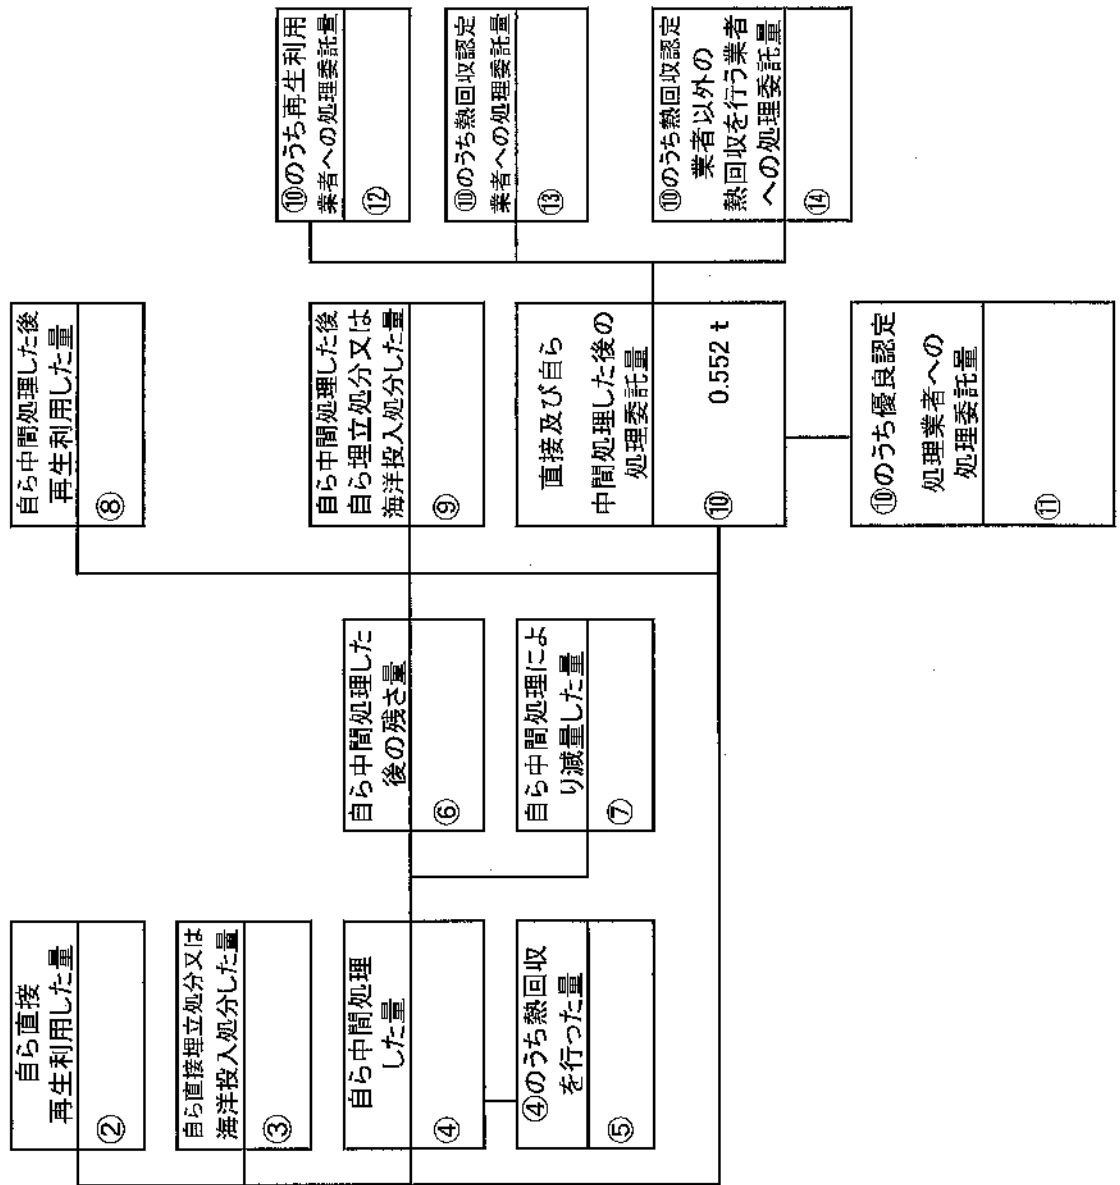 自ら直接
再生利用した量
②
自ら直接埋立処分又は
海洋投入処分した量
③
自ら中間処理
した量
④
④のうち熱回収
を行った量
⑤
自ら中間処理した
後の残さ量
⑥
自ら中間処理によ
り減量した量
⑦
自ら中間処理した後
再生利用した量
⑧
自ら中間処理した後
自ら埋立処分又は
海洋投入処分した量
⑨
直接及び自ら
中間処理した後の
処理委託量
⑩
0.552 t
⑩のうち優良認定
処理業者への
処理委託量
⑪
⑩のうち再生利用
業者への処理委託量
⑫
⑩のうち熱回収認定
業者への処理委託量
⑬
⑩のうち熱回収認定
業者以外の
熱回収を行う業者
への処理委託量
⑭